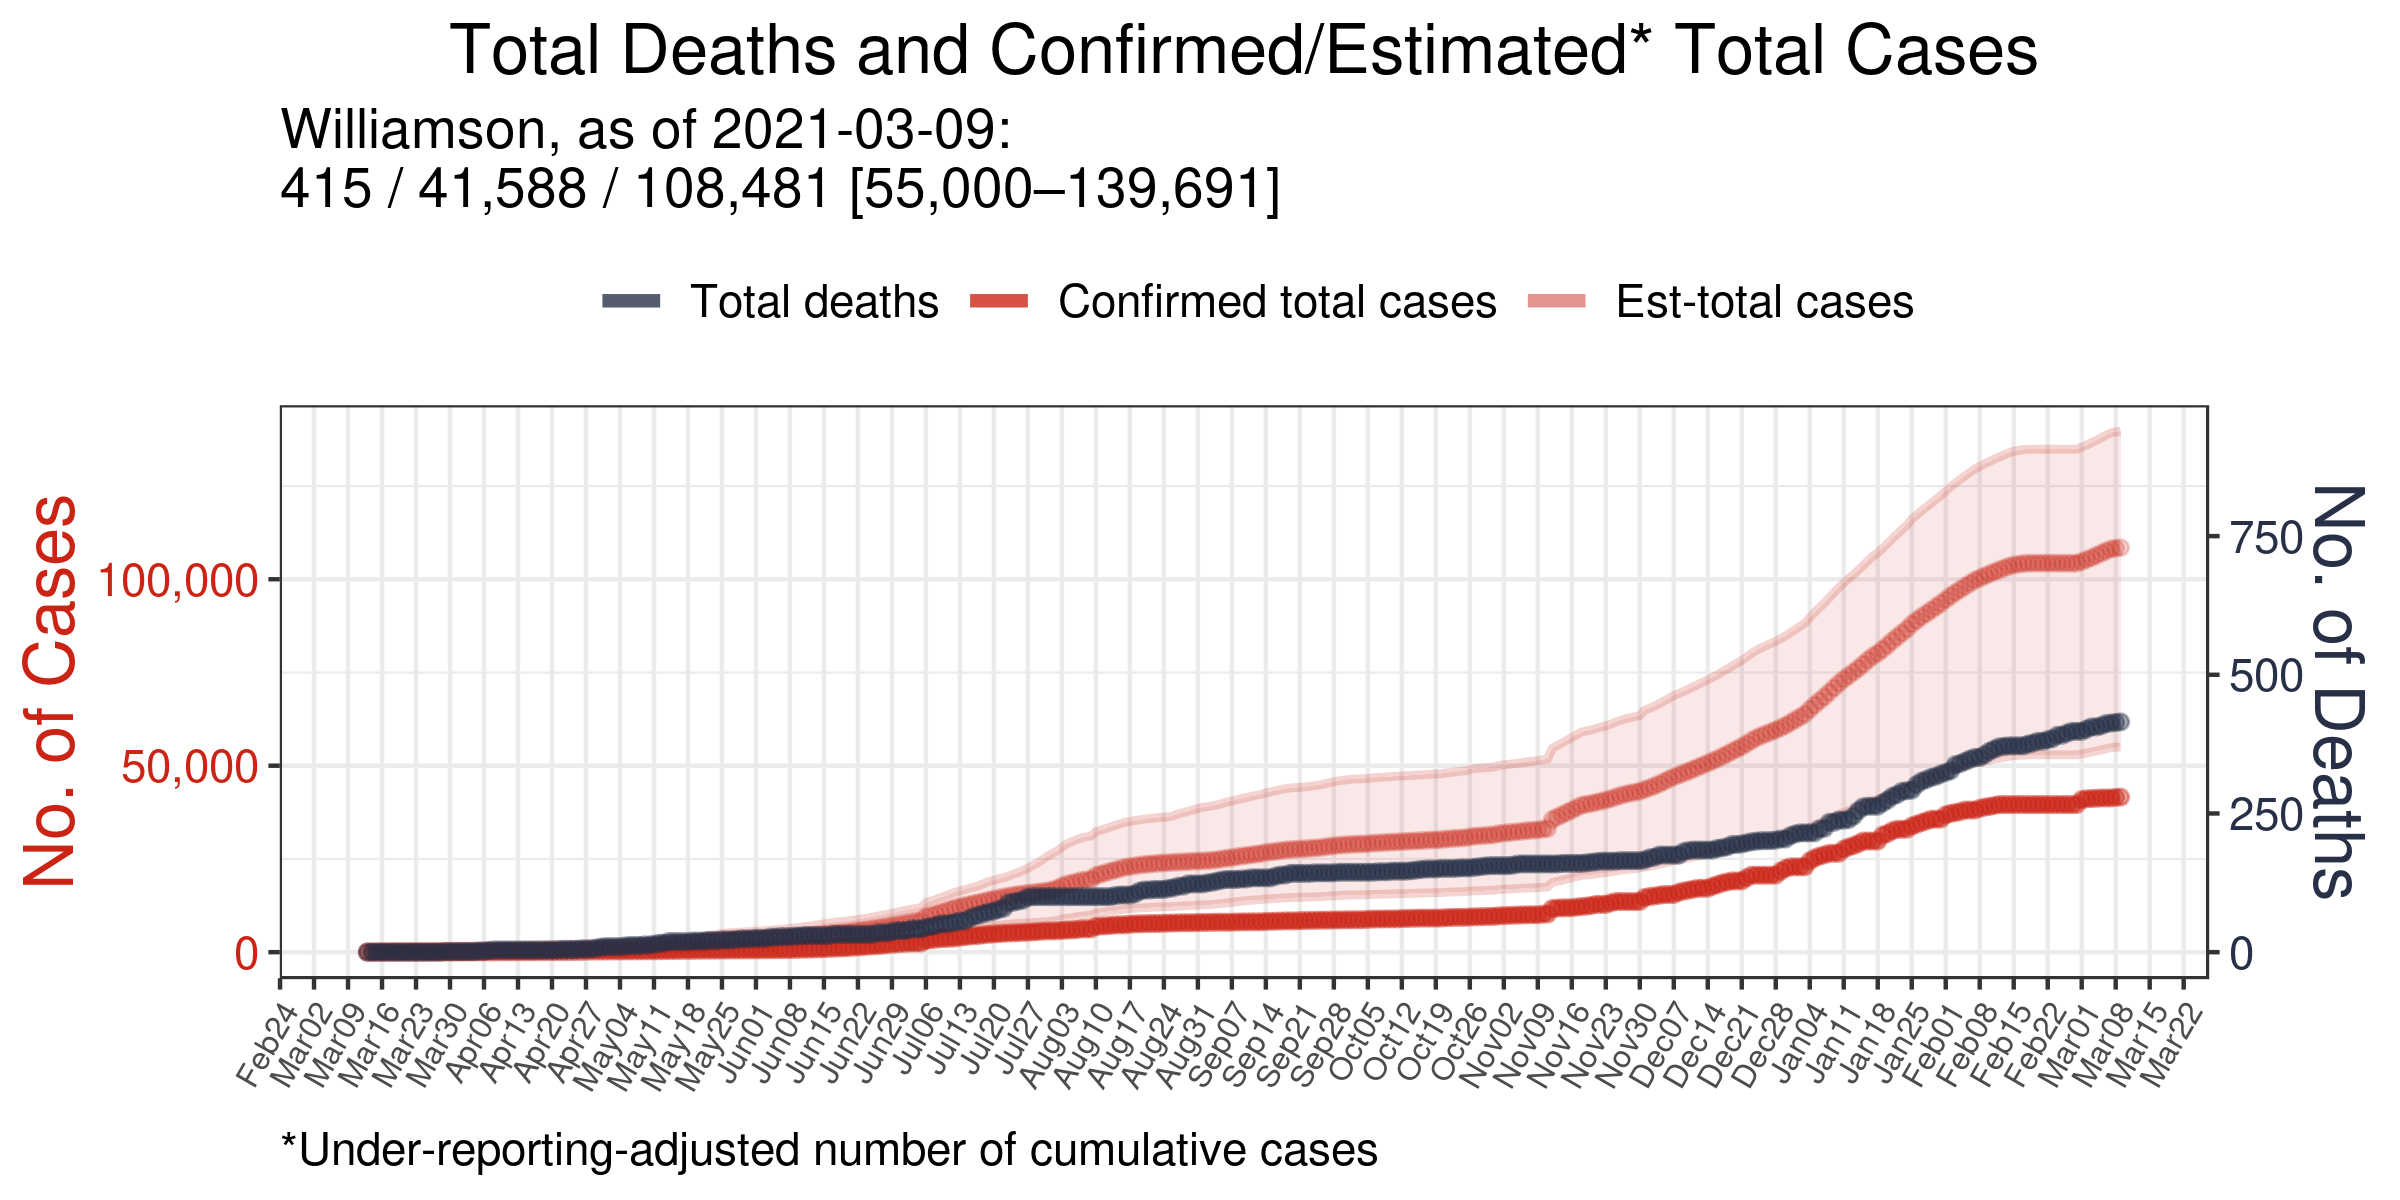 Total Deaths and Confirmed/Estimated* Total Cases
Williamson, as of 2021-03-09:
415 / 41,588 / 108,481 [55,000–139,691]
Total deaths
Confirmed total cases
Est-total cases
No. of Cases
100,000
50,000
0
750
500
250
0
No. of Deaths
Feb24
Mar02
Mar09
Mar16
Mar23
Mar30
Apr06
Apr13
Apr20
Apr27
May04
May11
May18
May25
Jun01
Jun08
Jun15
Jun22
Jun29
Jul06
Jul13
Jul20
Jul27
Aug03
Aug10
Aug17
Aug24
Aug31
Sep07
Sep14
Sep21
Sep28
Oct05
Oct12
Oct19
Oct26
Nov02
Nov09
Nov16
Nov23
Nov30
Dec07
Dec14
Dec21
Dec28
Jan04
Jan11
Jan18
Jan25
Feb01
Feb08
Feb15
Feb22
Mar01
Mar08
Mar15
Mar22
*Under-reporting-adjusted number of cumulative cases